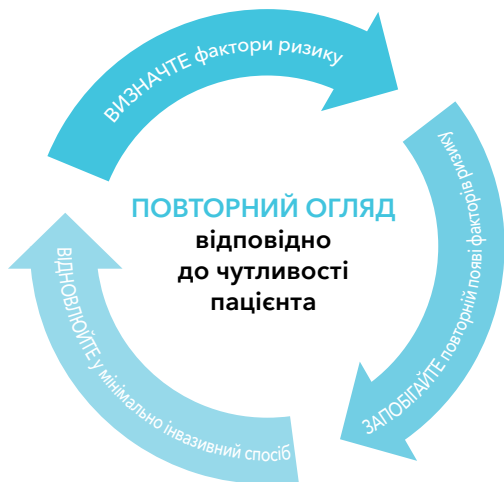 ВИЗНАЧТЕ фактори ризику
ЗАПОБІГАЙТЕ повторній появі факторів ризику
ВІДНОВЛЮЙТЕ у мінімально інвазивний спосіб
ПОВТОРНИЙ ОГЛЯД
відповідно
до чутливості
пацієнта